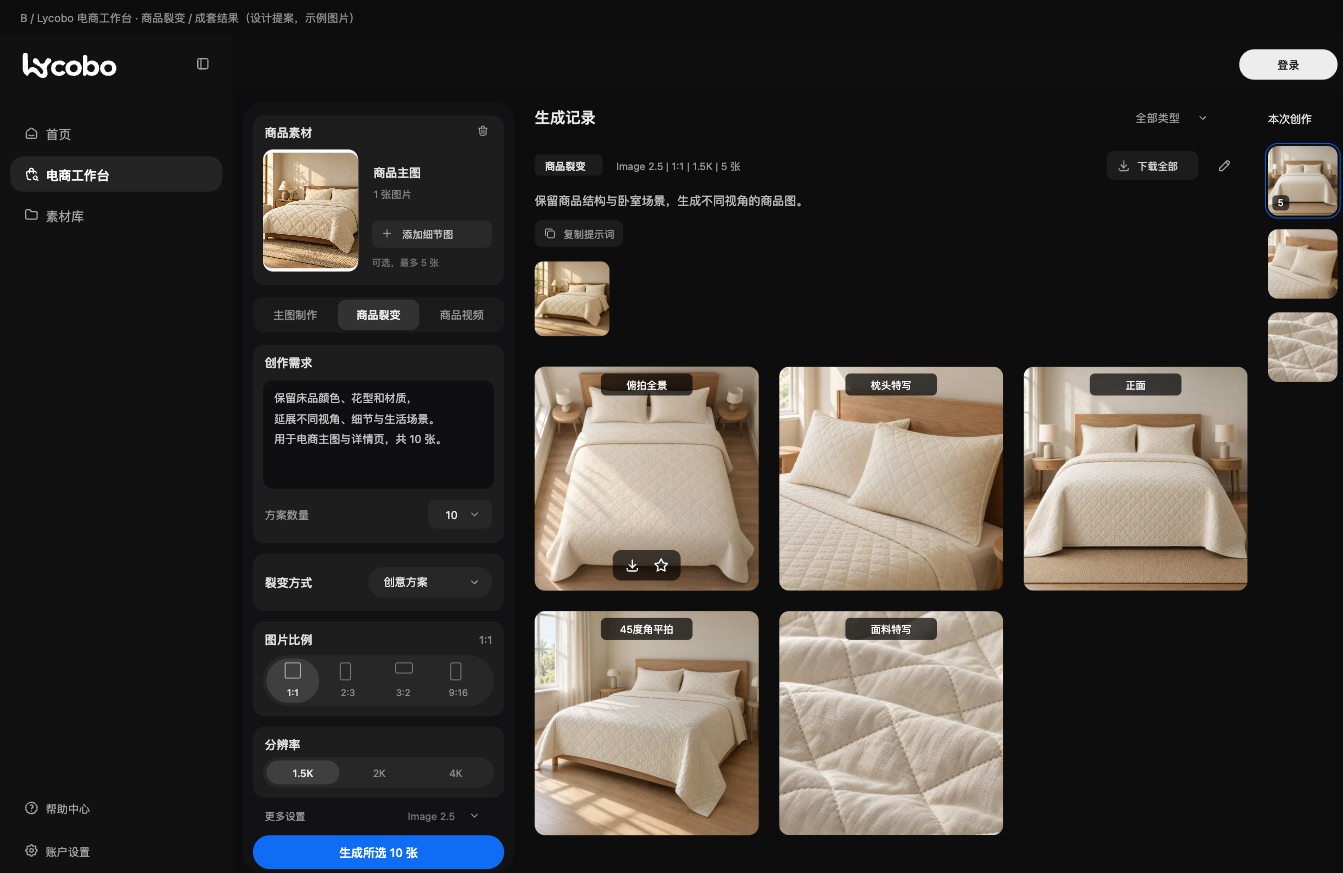 B / Lycobo 电商工作台 · 商品裂变 / 成套结果（设计提案，示例图片）
Lycobo
登录
首页
电商工作台
素材库
帮助中心
账户设置
商品素材
商品主图
1 张图片
添加细节图
可选，最多 5 张
主图制作
商品裂变
商品视频
创作需求
保留床品颜色、花型和材质，
延展不同视角、细节与生活场景。
用于电商主图与详情页，共 10 张。
方案数量
10
裂变方式
创意方案
图片比例
1:1
1:1
2:3
3:2
9:16
分辨率
1.5K
2K
4K
更多设置
Image 2.5
生成所选 10 张
生成记录
全部类型
商品裂变
Image 2.5 | 1:1 | 1.5K | 5 张
下载全部
保留商品结构与卧室场景，生成不同视角的商品图。
复制提示词
俯拍全景
枕头特写
正面
45度角平拍
面料特写
本次创作
5